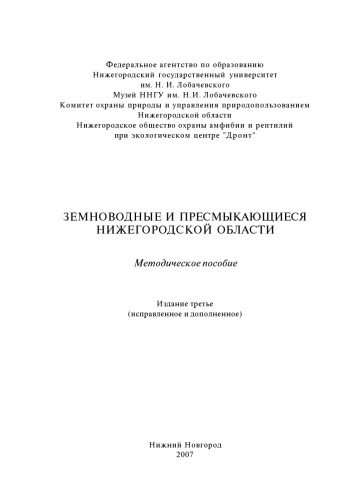 Федеральное агентство по образованию
Нижегородский государственный университет
им. Н. И. Лобачевского
Музей ННГУ им. Н.И. Лобачевского
Комитет охраны природы и управления природопользованием
Нижегородской области
Нижегородское общество охраны амфибии и рептилий
при экологическом центре "Дронт"
ЗЕМНОВОДНЫЕ И ПРЕСМЫКАЮЩИЕСЯ
НИЖЕГОРОДСКОЙ ОБЛАСТИ
Методическое пособие
Издание третье
(исправленное и дополненное)
Нижний Новгород
2007